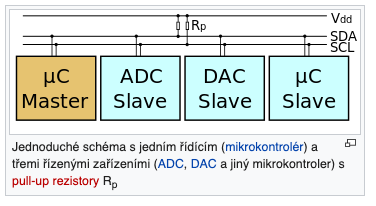 Vdd
Rp
SDA
SCL
µC
Master
ADC
Slave
DAC
Slave
µC
Slave
Jednoduché schéma s jedním řídícím (mikrokontrolér) a
třemi řízenými zařízeními (ADC, DAC a jiný mikrokontroler) s
pull-up rezistory Rp